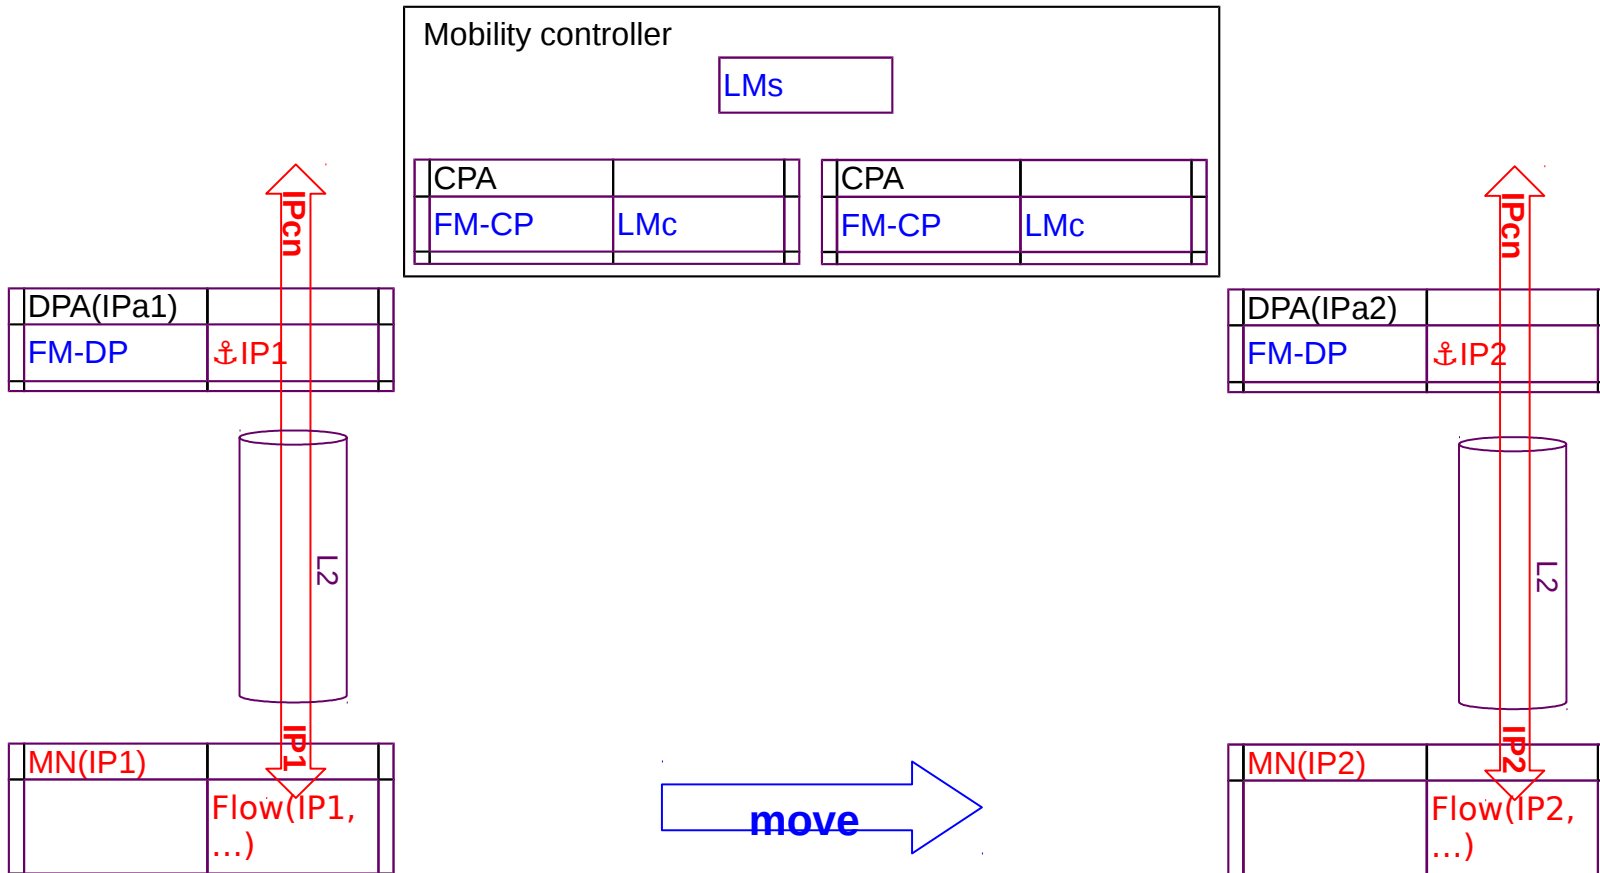 Mobility controller
LMs
CPA
FM-CP LMc
CPA
FM-CP LMc
IPcn
DPA(IPa1)
FM-DP ⚓IP1
L2
IP1
MN(IP1)
Flow(IP1,
...)
move
IPcn
DPA(IPa2)
FM-DP ⚓IP2
L2
IP2
MN(IP2)
Flow(IP2,
...)